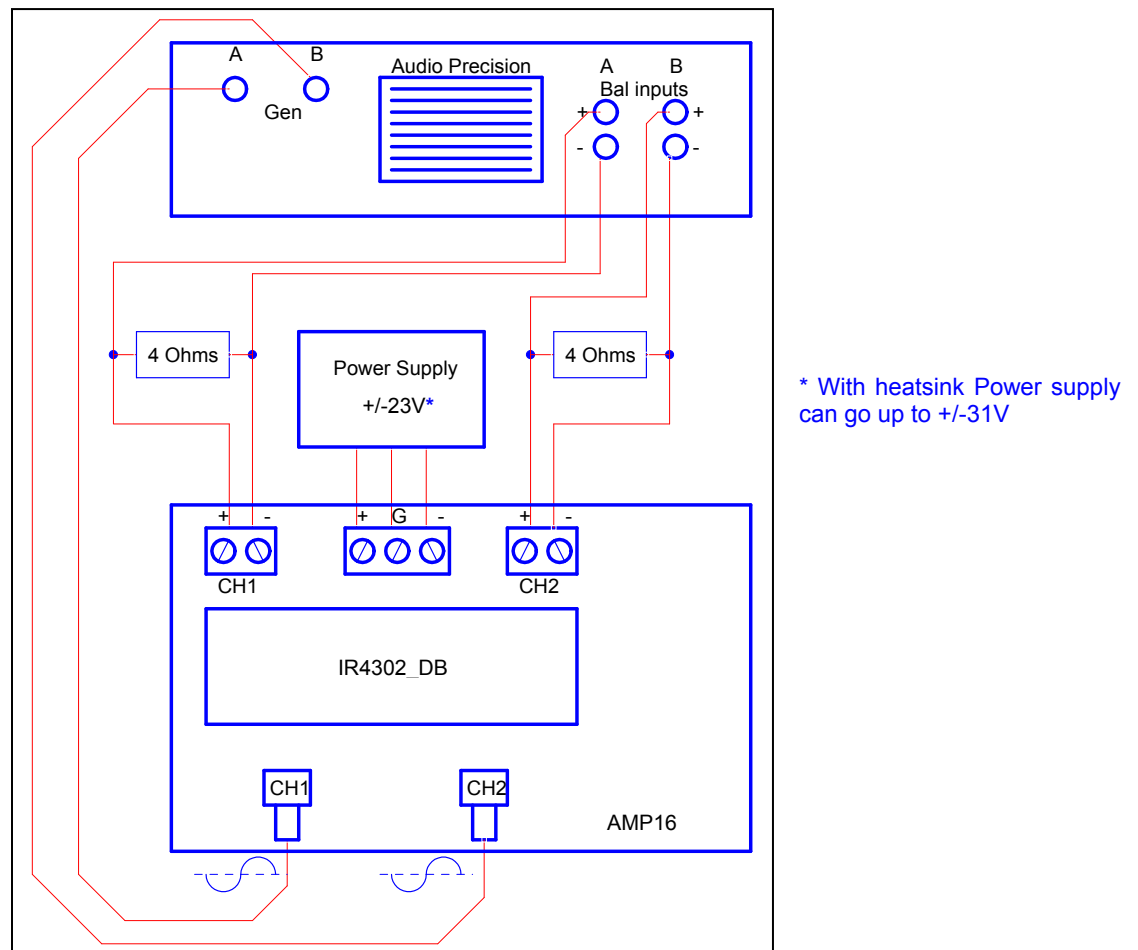 A B
Gen
Audio Precision
A B
Bal inputs
+ +
- -
4 Ohms
Power Supply
+/-23V*
4 Ohms
* With heatsink Power supply
can go up to +/-31V
+ - + G - + -
CH1 CH2
IR4302_DB
CH1 CH2
AMP16